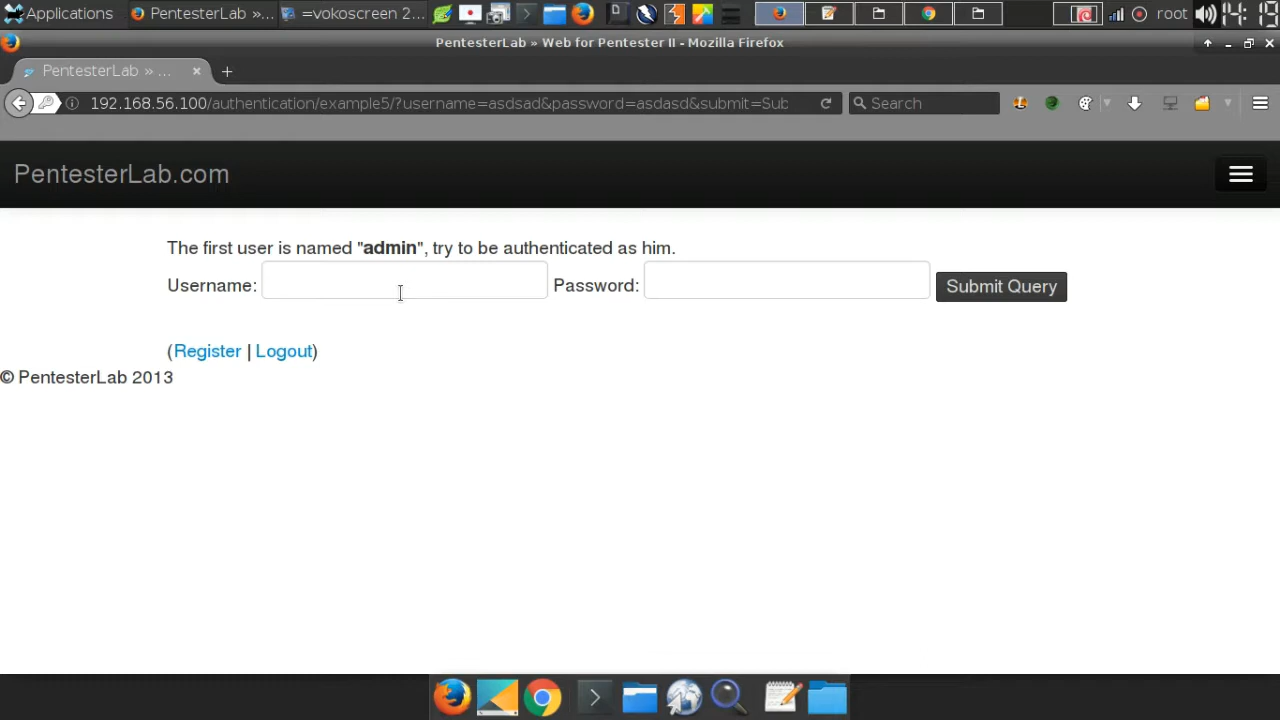 Applications
PentesterLab »...
=vokoscreen 2...
root
14:19
PentesterLab » Web for Pentester II - Mozilla Firefox
PentesterLab » ...
192.168.56.100/authentication/example5/?username=asdsad&password=asdasd&submit=Sub
Search
PentesterLab.com
The first user is named "admin", try to be authenticated as him.
Username: Password: Submit Query
(Register | Logout)
© PentesterLab 2013